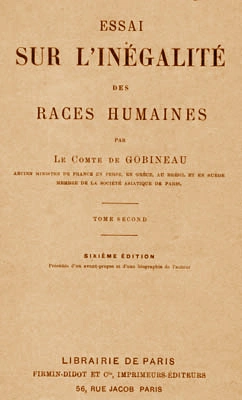 ESSAI
SUR L'INÉGALITÉ
DES
RACES HUMAINES
PAR
LE COMTE DE GOBINEAU
ANCIEN MINISTRE DE FRANCE EN PERSE, EN GRÈCE, AU BRÉSIL ET EN SUÈDE
MEMBRE DE LA SOCIÉTÉ ASIATIQUE DE PARIS.
TOME SECOND
SIXIÈME ÉDITION
Précédée d'un avant-propos et d'une biographie de l'auteur
LIBRAIRIE DE PARIS
FIRMIN-DIDOT ET Cie, IMPRIMEURS-ÉDITEURS
56, RUE JACOB PARIS